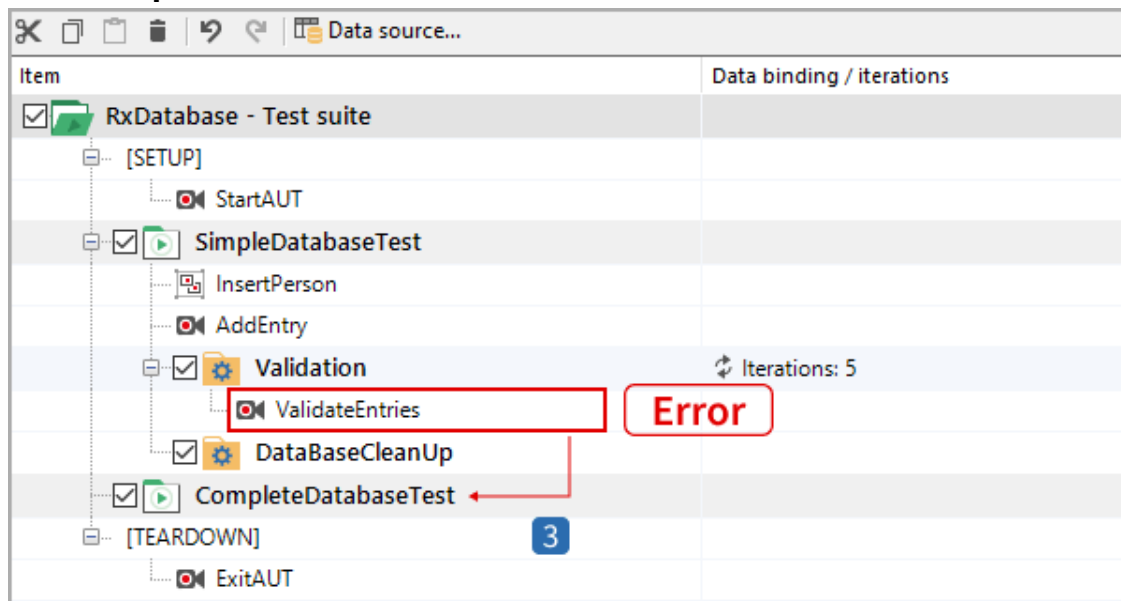 Data source...
Item Data binding / iterations
RxDatabase - Test suite
[SETUP]
StartAUT
SimpleDatabaseTest
InsertPerson
AddEntry
Validation Iterations: 5
ValidateEntries Error
DataBaseCleanUp
CompleteDatabaseTest
[TEARDOWN] 3
ExitAUT